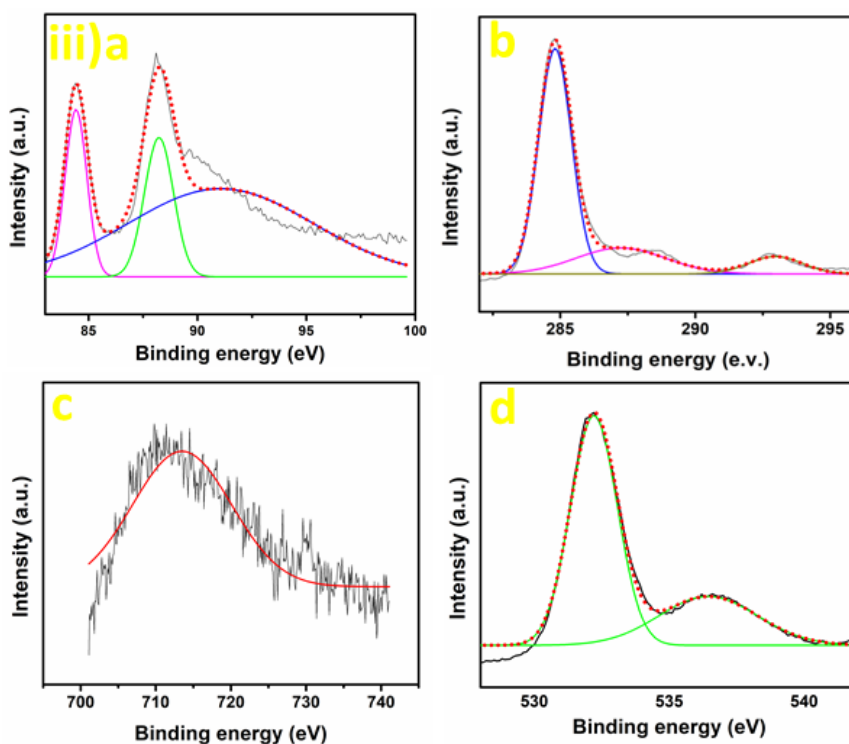 iii)a
Intensity (a.u.)
85 90 95 100
Binding energy (eV)
b
Intensity (a.u.)
285 290 295
Binding energy (e.v.)
c
Intensity (a.u.)
700 710 720 730 740
Binding energy (eV)
d
Intensity (a.u.)
530 535 540
Binding energy (eV)